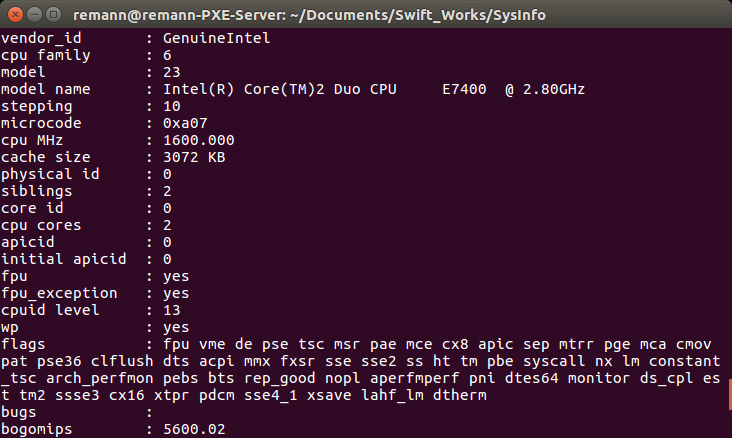 remann@remann-PXE-Server: ~/Documents/Swift_Works/SysInfo
vendor_id       : GenuineIntel
cpu family      : 6
model           : 23
model name      : Intel(R) Core(TM)2 Duo CPU     E7400  @ 2.80GHz
stepping        : 10
microcode       : 0xa07
cpu MHz         : 1600.000
cache size      : 3072 KB
physical id     : 0
siblings        : 2
core id         : 0
cpu cores       : 2
apicid          : 0
initial apicid  : 0
fpu             : yes
fpu_exception   : yes
cpuid level     : 13
wp              : yes
flags           : fpu vme de pse tsc msr pae mce cx8 apic sep mtrr pge mca cmov
pat pse36 clflush dts acpi mmx fxsr sse sse2 ss ht tm pbe syscall nx lm constant
_tsc arch_perfmon pebs bts rep_good nopl aperfmperf pni dtes64 monitor ds_cpl es
t tm2 ssse3 cx16 xtpr pdcm sse4_1 xsave lahf_lm dtherm
bugs            :
bogomips        : 5600.02